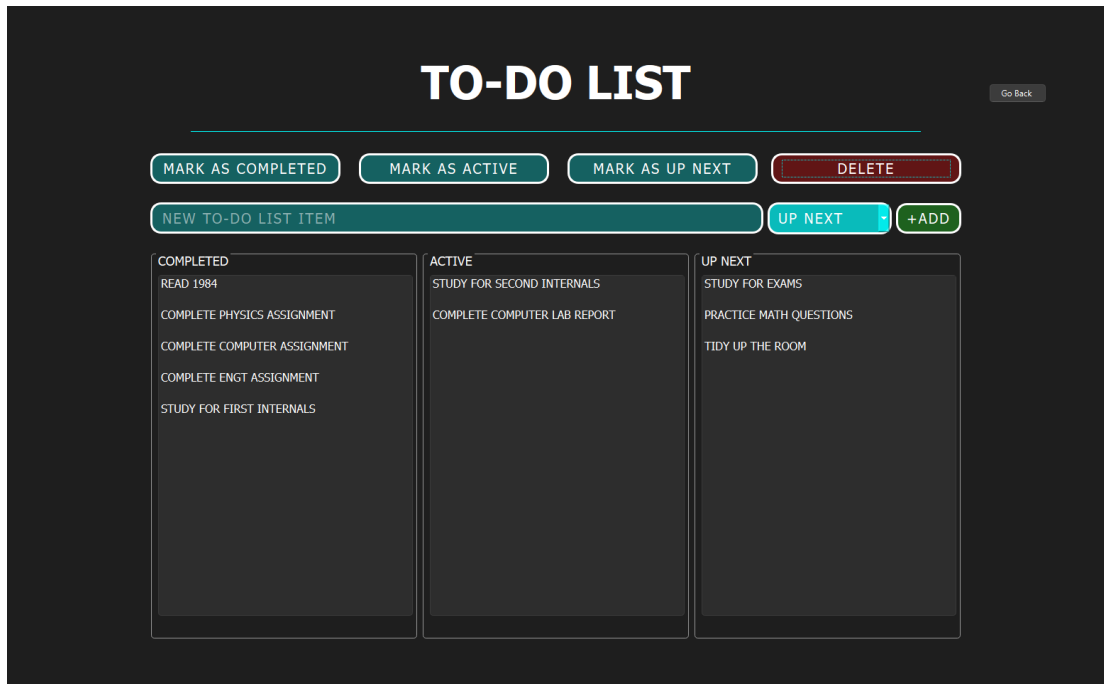 TO-DO LIST
Go Back
MARK AS COMPLETED
MARK AS ACTIVE
MARK AS UP NEXT
DELETE
NEW TO-DO LIST ITEM
UP NEXT
+ADD
COMPLETED
READ 1984
COMPLETE PHYSICS ASSIGNMENT
COMPLETE COMPUTER ASSIGNMENT
COMPLETE ENGT ASSIGNMENT
STUDY FOR FIRST INTERNALS
ACTIVE
STUDY FOR SECOND INTERNALS
COMPLETE COMPUTER LAB REPORT
UP NEXT
STUDY FOR EXAMS
PRACTICE MATH QUESTIONS
TIDY UP THE ROOM